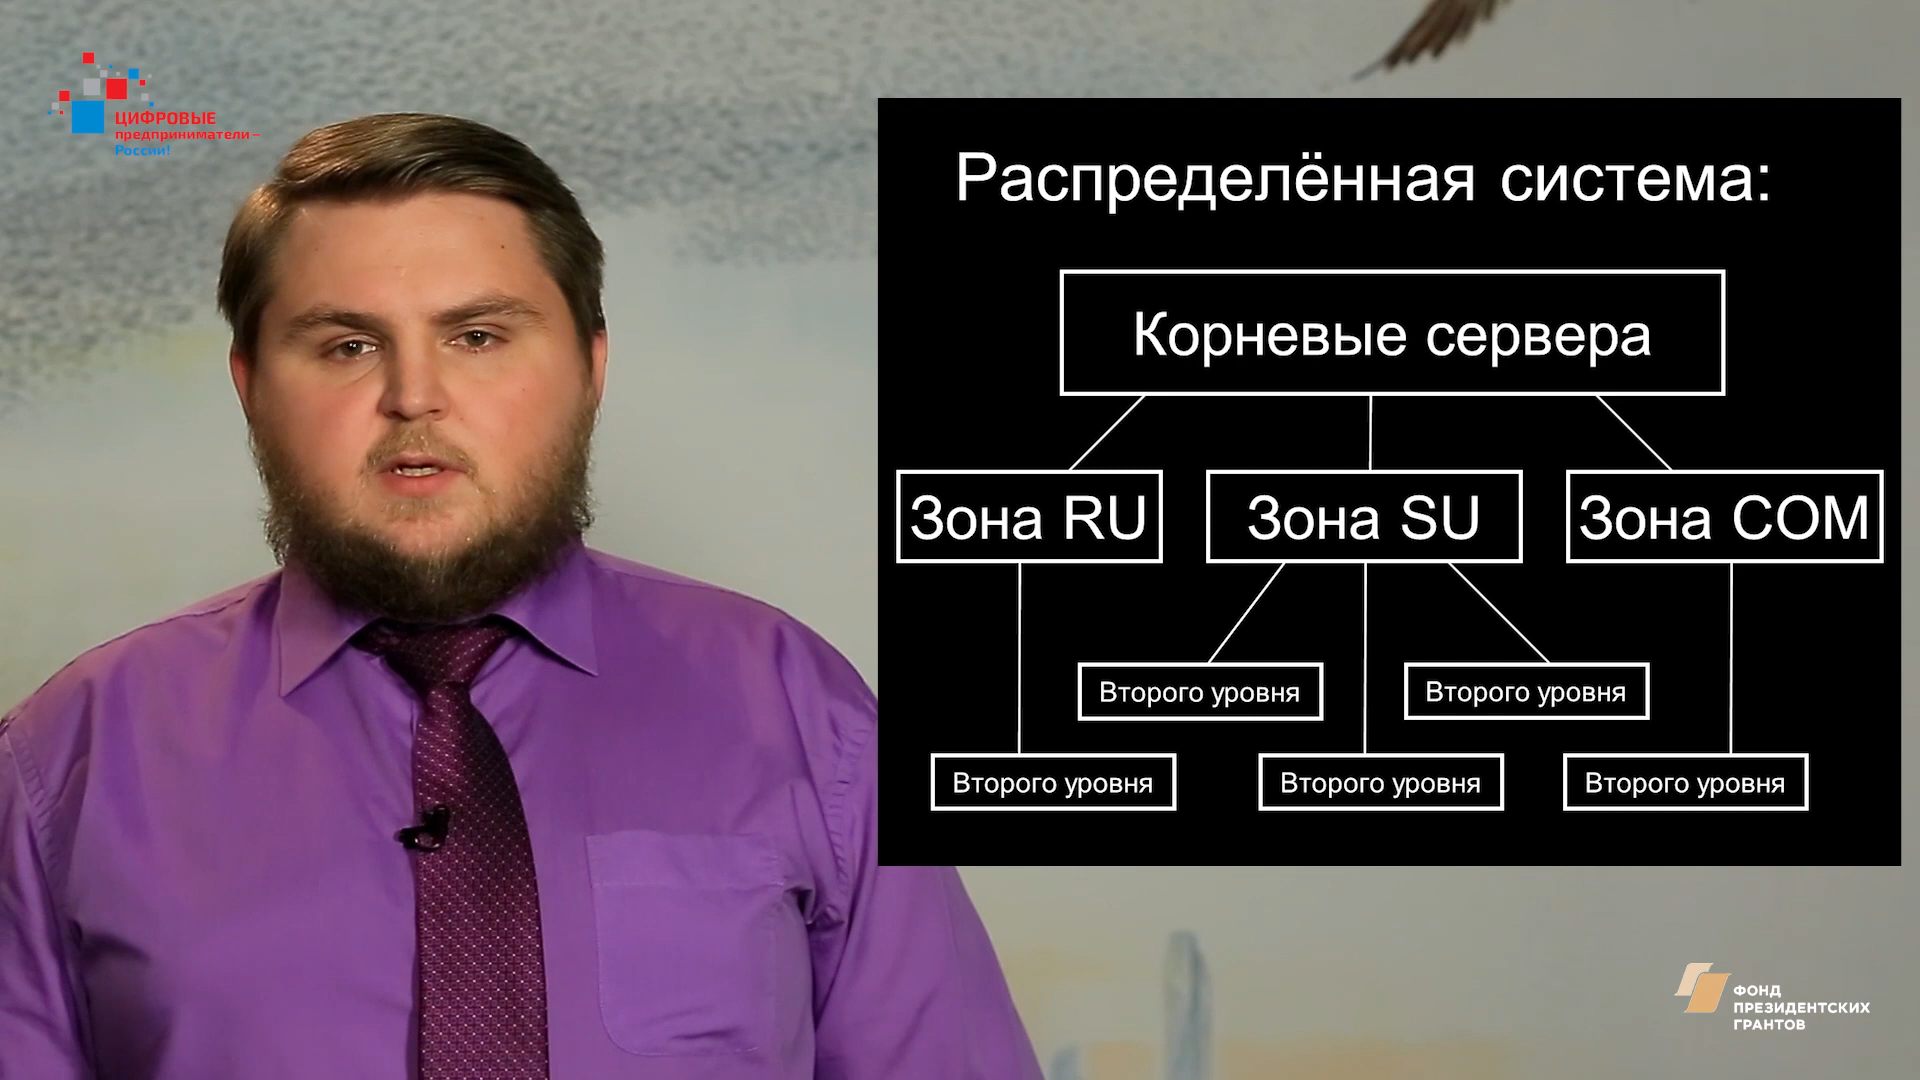 ЦИФРОВЫЕ
предприниматели–
России!
Распределённая система:
Корневые сервера
Зона RU
Зона SU
Зона COM
Второго уровня
Второго уровня
Второго уровня
Второго уровня
Второго уровня
ФОНД
ПРЕЗИДЕНТСКИХ
ГРАНТОВ